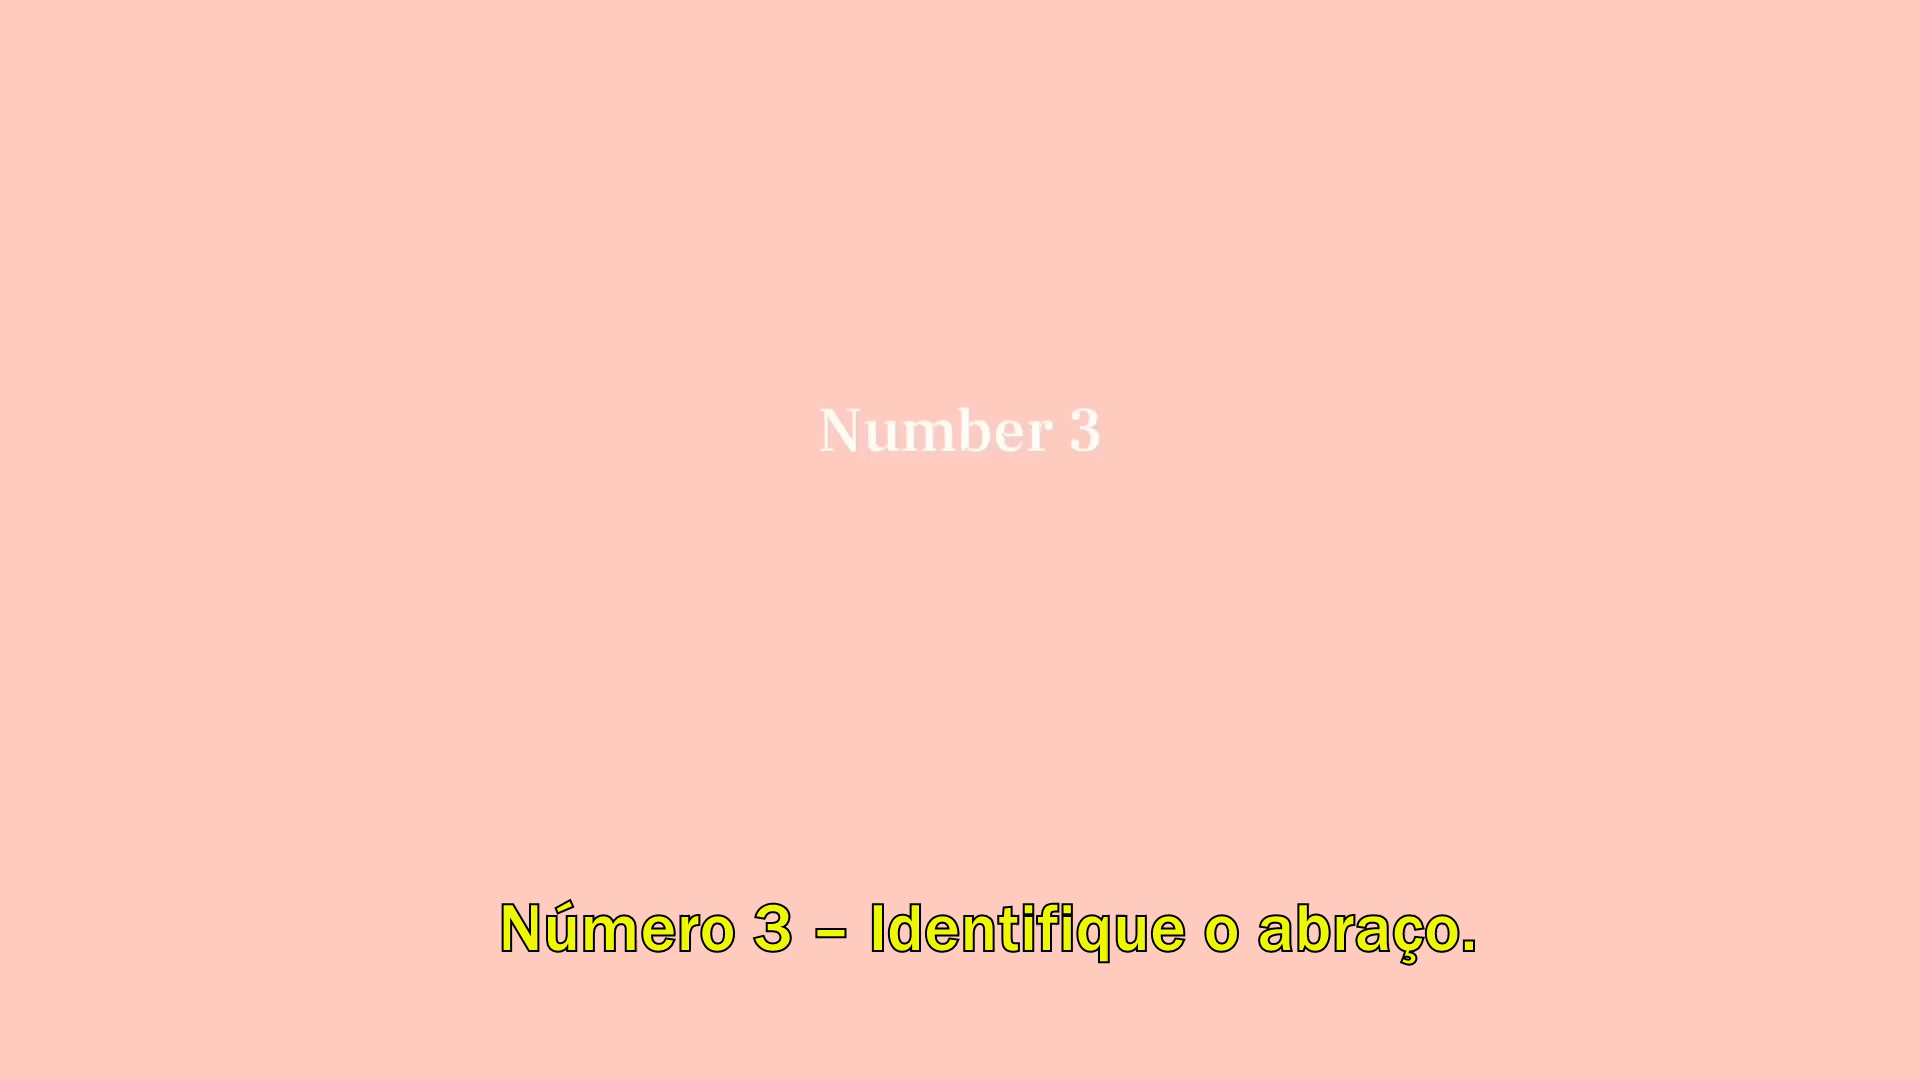 Number 3
Número 3 – Identifique o abraço.